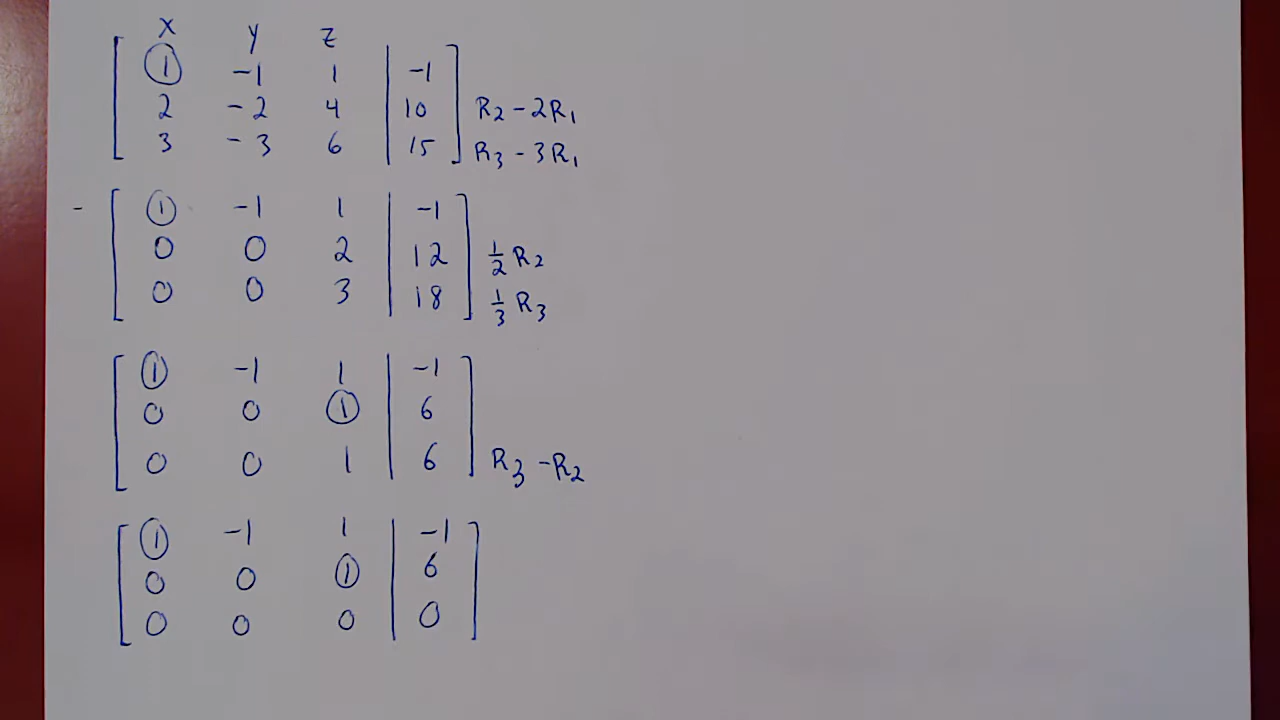 x y z
[ 1 -1 1 | -1 ]
[ 2 -2 4 | 10 ] R₂ - 2R₁
[ 3 -3 6 | 15 ] R₃ - 3R₁
- [ 1 -1 1 | -1 ]
[ 0 0 2 | 12 ] ½ R₂
[ 0 0 3 | 18 ] ⅓ R₃
[ 1 -1 1 | -1 ]
[ 0 0 1 | 6 ]
[ 0 0 1 | 6 ] R₃ - R₂
[ 1 -1 1 | -1 ]
[ 0 0 1 | 6 ]
[ 0 0 0 | 0 ]